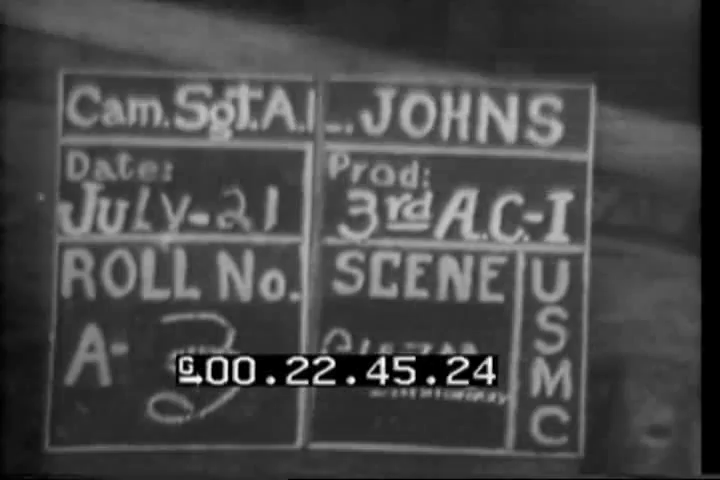 Cam. Sgt. A. L. JOHNS
Date:
July-21
Prod:
3rd A.C.-I
ROLL No.
A-3
SCENE
USMC
00.22.45.24